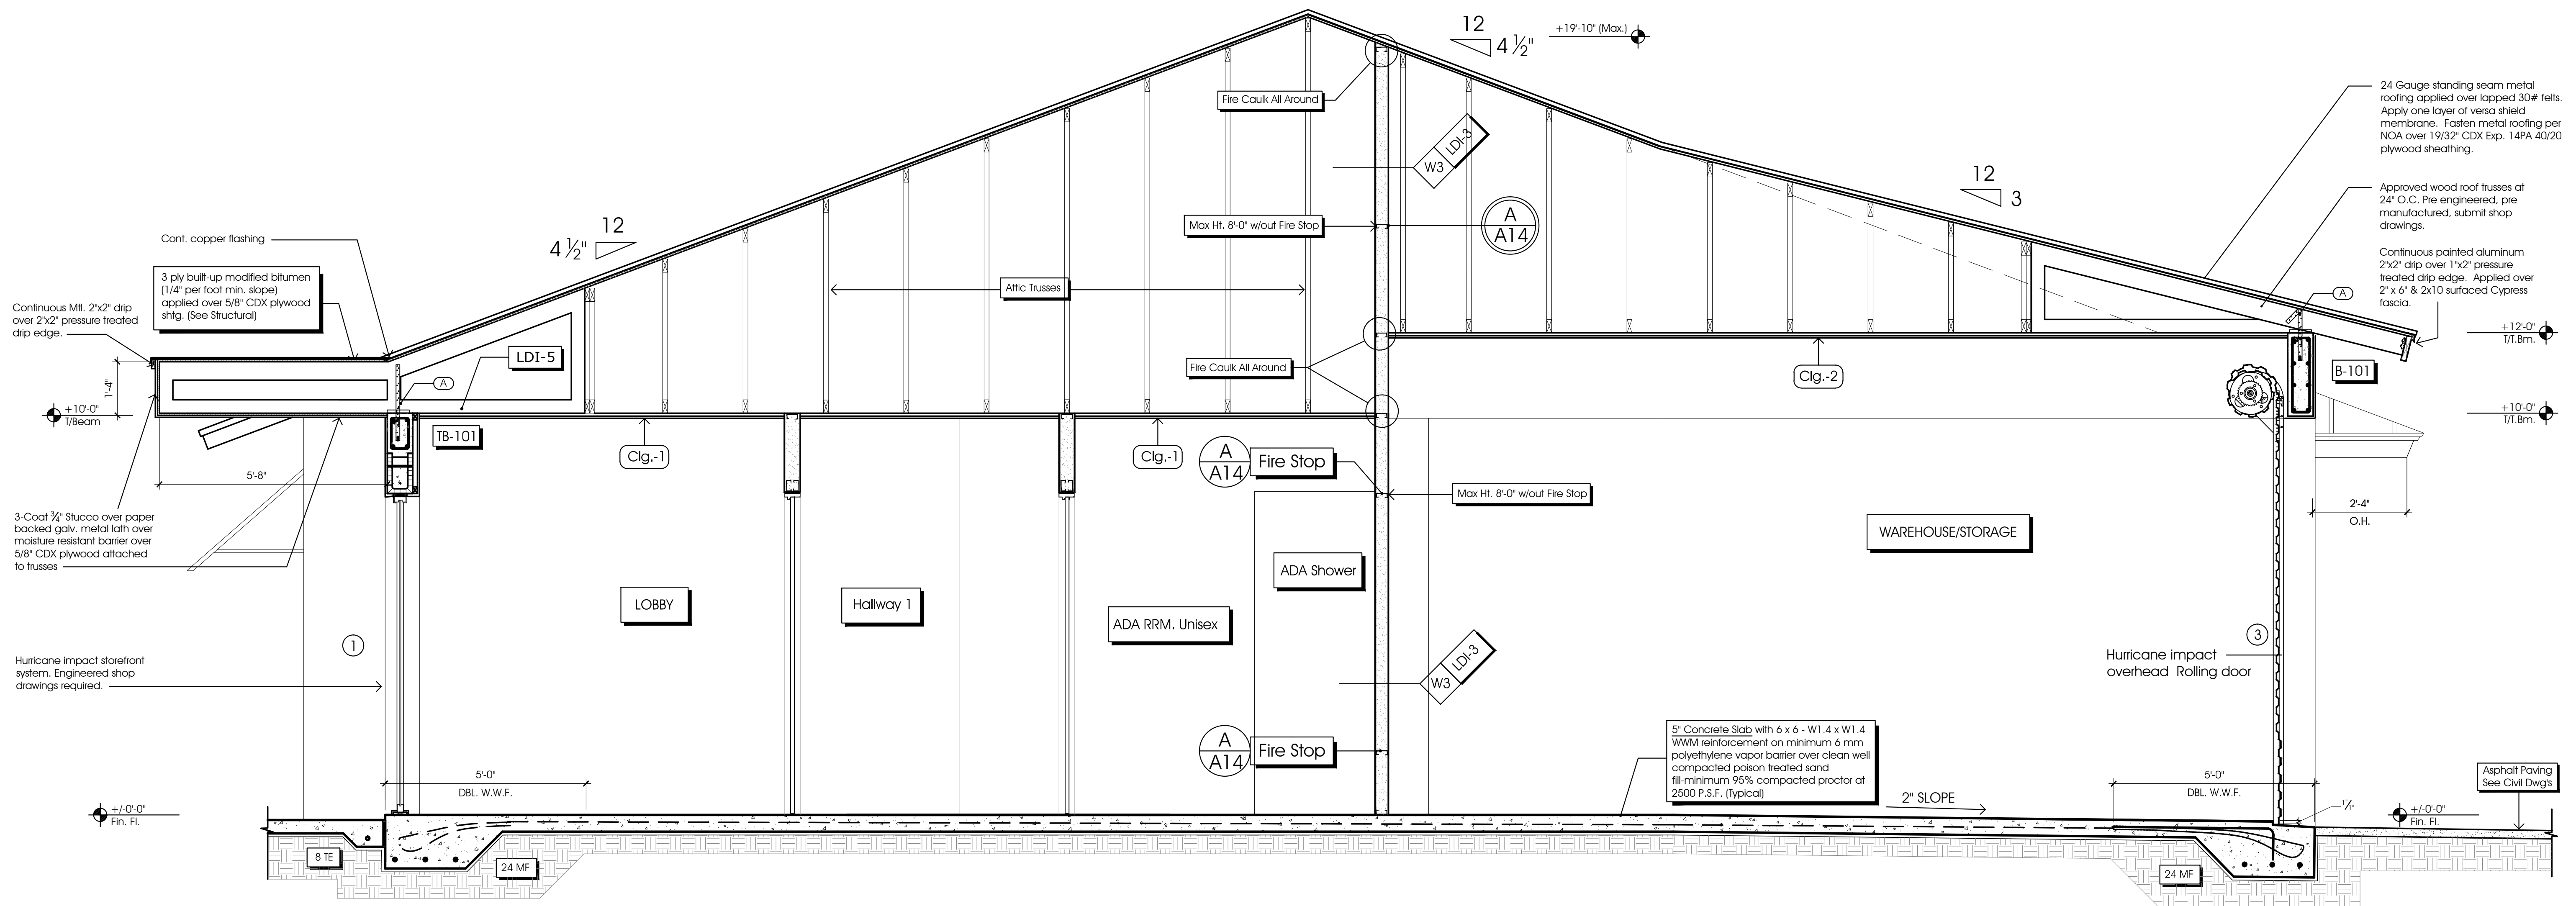 12
4 ½"
+19'-10" (Max.)
Fire Caulk All Around
W3
LDI-3
24 Gauge standing seam metal
roofing applied over lapped 30# felts.
Apply one layer of versa shield
membrane. Fasten metal roofing per
NOA over 19/32" CDX Exp. 14PA 40/20
plywood sheathing.
12
3
Approved wood roof trusses at
24" O.C. Pre engineered, pre
manufactured, submit shop
drawings.
12
4 ½"
Max Ht. 8'-0" w/out Fire Stop
A
A14
Cont. copper flashing
Continuous painted aluminum
2"x2" drip over 1"x2" pressure
treated drip edge. Applied over
2" x 6" & 2x10 surfaced Cypress
fascia.
3 ply built-up modified bitumen
(1/4" per foot min. slope)
applied over 5/8" CDX plywood
shtg. (See Structural)
Attic Trusses
A
Continuous Mtl. 2"x2" drip
over 2"x2" pressure treated
drip edge.
+12'-0"
T/T.Bm.
LDI-5
Fire Caulk All Around
Clg.-2
B-101
1'-4"
A
+10'-0"
T/Beam
+10'-0"
T/T.Bm.
TB-101
Clg.-1
Clg.-1
A
A14
Fire Stop
5'-8"
Max Ht. 8'-0" w/out Fire Stop
2'-4"
O.H.
3-Coat ¾" Stucco over paper
backed galv. metal lath over
moisture resistant barrier over
5/8" CDX plywood attached
to trusses
WAREHOUSE/STORAGE
ADA Shower
LOBBY
Hallway 1
ADA RRM. Unisex
1
3
Hurricane impact storefront
system. Engineered shop
drawings required.
W3
LDI-3
Hurricane impact
overhead Rolling door
5" Concrete Slab with 6 x 6 - W1.4 x W1.4
WWM reinforcement on minimum 6 mm
polyethylene vapor barrier over clean well
compacted poison treated sand
fill-minimum 95% compacted proctor at
2500 P.S.F. (Typical)
A
A14
Fire Stop
5'-0"
DBL. W.W.F.
5'-0"
DBL. W.W.F.
Asphalt Paving
See Civil Dwg's
2" SLOPE
+/-0'-0"
Fin. Fl.
+/-0'-0"
Fin. Fl.
8 TE
24 MF
24 MF